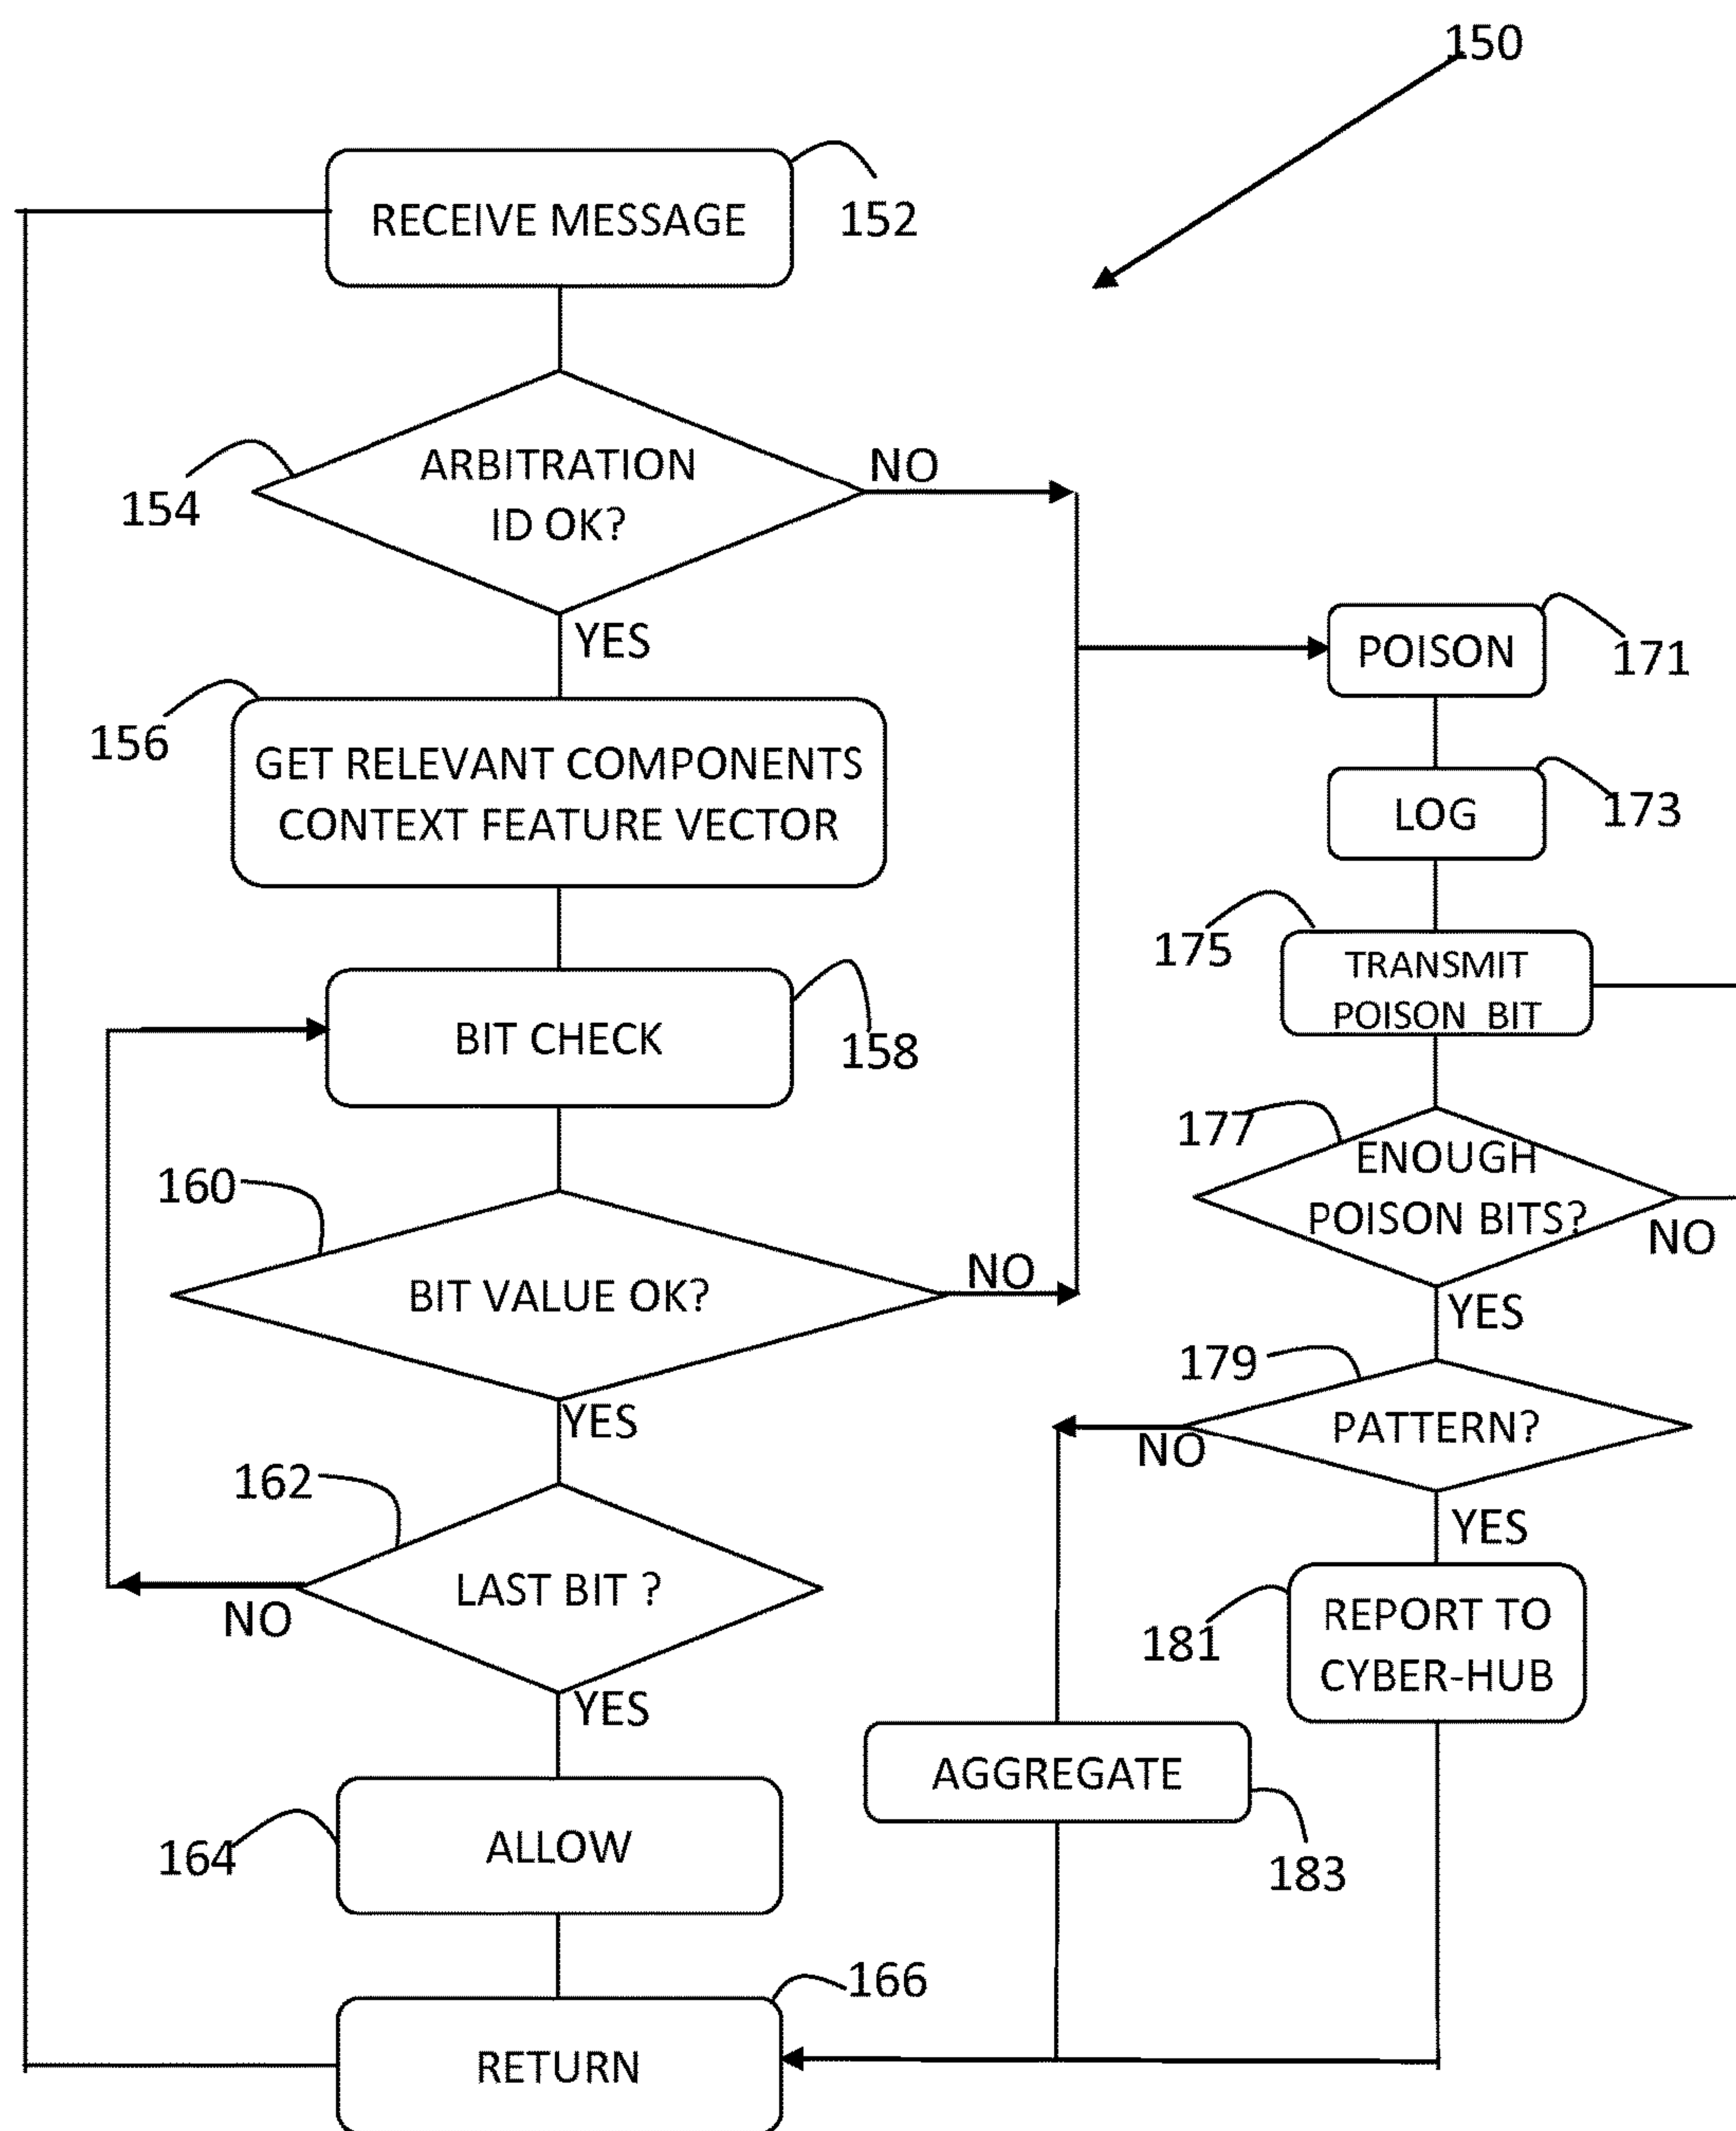 150
RECEIVE MESSAGE
152
ARBITRATION
ID OK?
NO
154
YES
156
GET RELEVANT COMPONENTS
CONTEXT FEATURE VECTOR
BIT CHECK
158
160
BIT VALUE OK?
NO
YES
162
LAST BIT ?
NO
YES
ALLOW
164
166
RETURN
POISON
171
LOG
173
175
TRANSMIT
POISON BIT
177
ENOUGH
POISON BITS?
NO
YES
179
PATTERN?
NO
YES
REPORT TO
CYBER-HUB
181
AGGREGATE
183